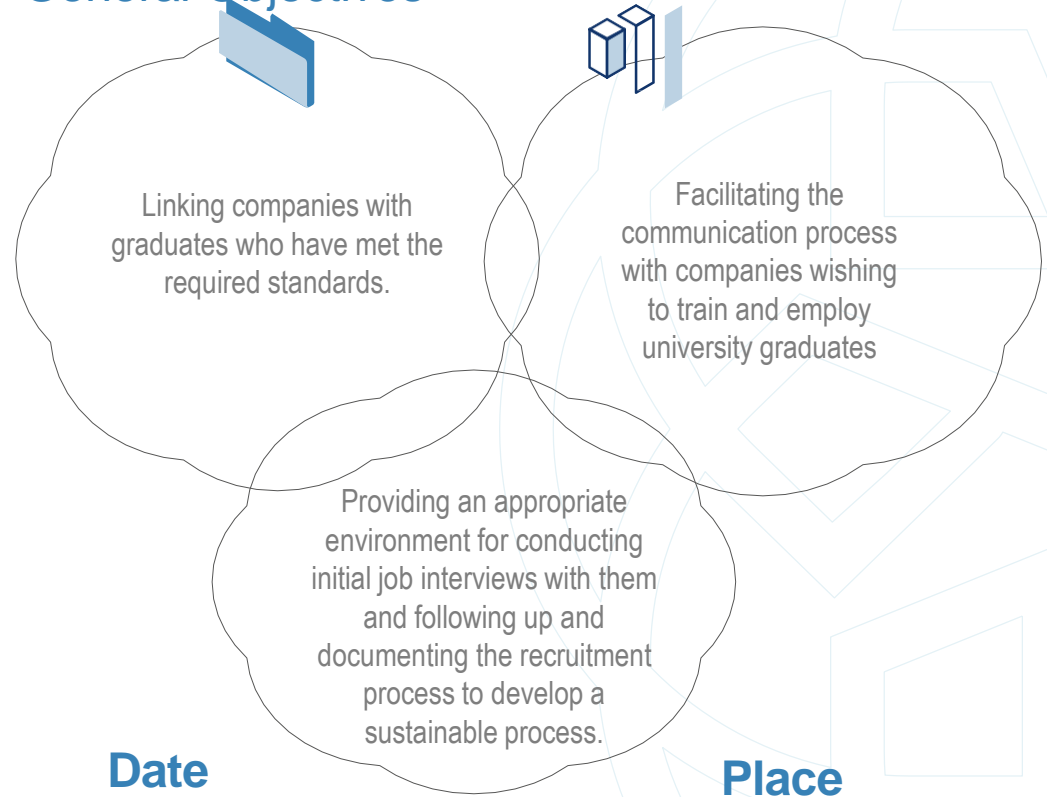 General Objectives
Linking companies with
graduates who have met the
required standards.
Facilitating the
communication process
with companies wishing
to train and employ
university graduates
Providing an appropriate
environment for conducting
initial job interviews with them
and following up and
documenting the recruitment
process to develop a
sustainable process.
Date
Place